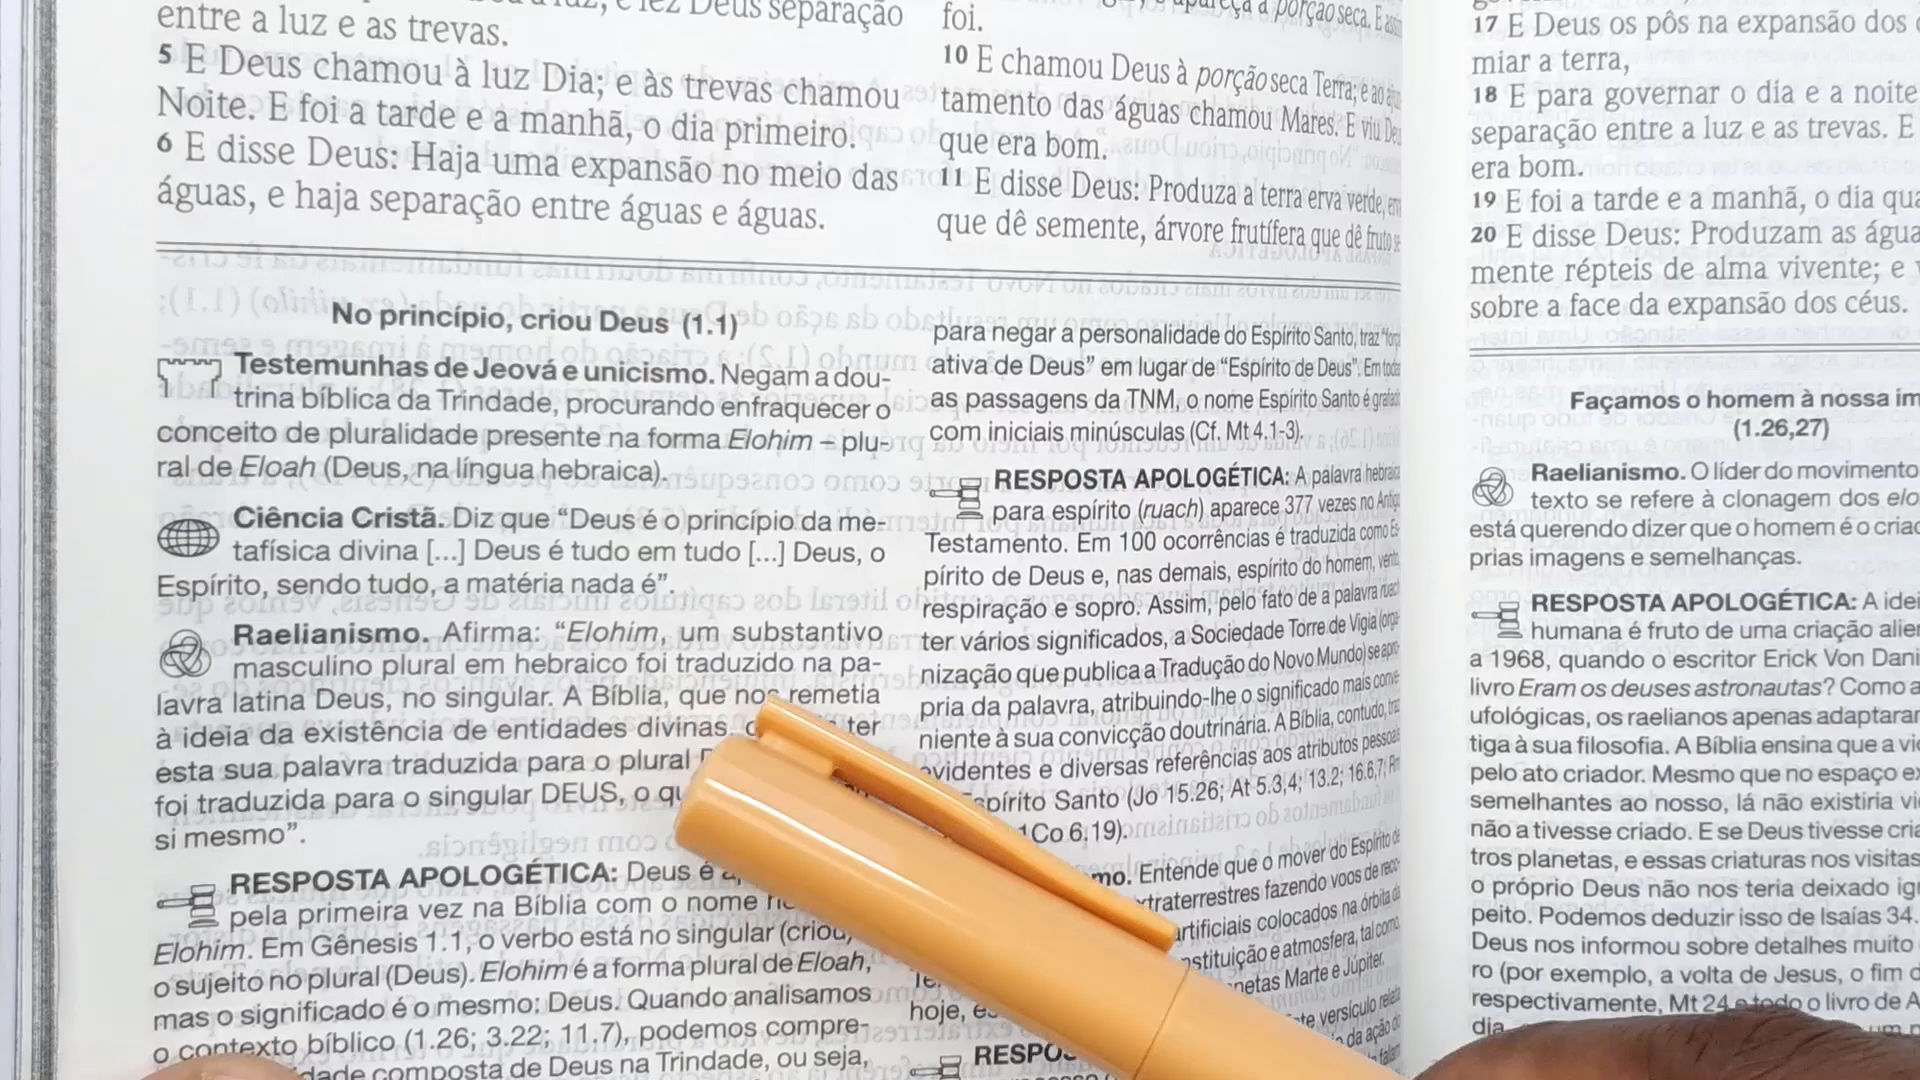 entre a luz e as trevas.
5 E Deus chamou à luz Dia; e às trevas chamou
Noite. E foi a tarde e a manhã, o dia primeiro.
6 E disse Deus: Haja uma expansão no meio das
águas, e haja separação entre águas e águas.
foi.
10 E chamou Deus à porção seca Terra; e ao
tamento das águas chamou Mares. E viu
que era bom.
11 E disse Deus: Produza a terra erva verde,
que dê semente, árvore frutífera que dê fruto
No princípio, criou Deus (1.1)
Testemunhas de Jeová e unicismo. Negam a dou-
trina bíblica da Trindade, procurando enfraquecer o
conceito de pluralidade presente na forma Elohim – plu-
ral de Eloah (Deus, na língua hebraica).
Ciência Cristã. Diz que “Deus é o princípio da me-
tafísica divina [...] Deus é tudo em tudo [...] Deus, o
Espírito, sendo tudo, a matéria nada é”.
Raelianismo. Afirma: “Elohim, um substantivo
masculino plural em hebraico foi traduzido na pa-
lavra latina Deus, no singular. A Bíblia, que nos remetia
à ideia da existência de entidades divinas,
esta sua palavra traduzida para o plural
foi traduzida para o singular DEUS, o
si mesmo”.
RESPOSTA APOLOGÉTICA: Deus é
pela primeira vez na Bíblia com o nome
Elohim. Em Gênesis 1.1, o verbo está no singular (criou)
o sujeito no plural (Deus). Elohim é a forma plural de Eloah,
mas o significado é o mesmo: Deus. Quando analisamos
o contexto bíblico (1.26; 3.22; 11.7), podemos compre-
dade composta de Deus na Trindade, ou seja,
para negar a personalidade do Espírito Santo, traz
ativa de Deus” em lugar de “Espírito de Deus”. Em
as passagens da TNM, o nome Espírito Santo é
com iniciais minúsculas (Cf. Mt 4.1-3).
RESPOSTA APOLOGÉTICA: A palavra hebraica
para espírito (ruach) aparece 377 vezes no
Testamento. Em 100 ocorrências é traduzida como Es-
pírito de Deus e, nas demais, espírito do homem, vento,
respiração e sopro. Assim, pelo fato de a palavra ruach
ter vários significados, a Sociedade Torre de Vigia (orga-
nização que publica a Tradução do Novo Mundo) se apro-
pria da palavra, atribuindo-lhe o significado mais conve-
niente à sua convicção doutrinária. A Bíblia, contudo, traz
evidentes e diversas referências aos atributos pessoais
Espírito Santo (Jo 15.26; At 5.3,4; 13.2; 16.6,7;
1Co 6.19).
mo. Entende que o mover do Espírito de
extraterrestres fazendo voos de reco-
artificiais colocados na órbita da
atmosfera, tal como
Marte e Júpiter.
hoje,
versículo relata
da ação do
RESPO
17 E Deus os pôs na expansão dos
miar a terra,
18 E para governar o dia e a noite
separação entre a luz e as trevas. E
era bom.
19 E foi a tarde e a manhã, o dia
20 E disse Deus: Produzam as
mente répteis de alma vivente; e
sobre a face da expansão dos céus.
Façamos o homem à nossa
(1.26,27)
Raelianismo. O líder do movimento
texto se refere à clonagem dos
está querendo dizer que o homem é o
prias imagens e semelhanças.
RESPOSTA APOLOGÉTICA: A
humana é fruto de uma criação
a 1968, quando o escritor Erick Von
livro Eram os deuses astronautas? Como
ufológicas, os raelianos apenas
tiga à sua filosofia. A Bíblia ensina que a
pelo ato criador. Mesmo que no espaço
semelhantes ao nosso, lá não existiria
não a tivesse criado. E se Deus tivesse
tros planetas, e essas criaturas nos
o próprio Deus não nos teria deixado
peito. Podemos deduzir isso de Isaías 34.
Deus nos informou sobre detalhes muito
ro (por exemplo, a volta de Jesus, o fim
respectivamente, Mt 24 e todo o livro de
dia